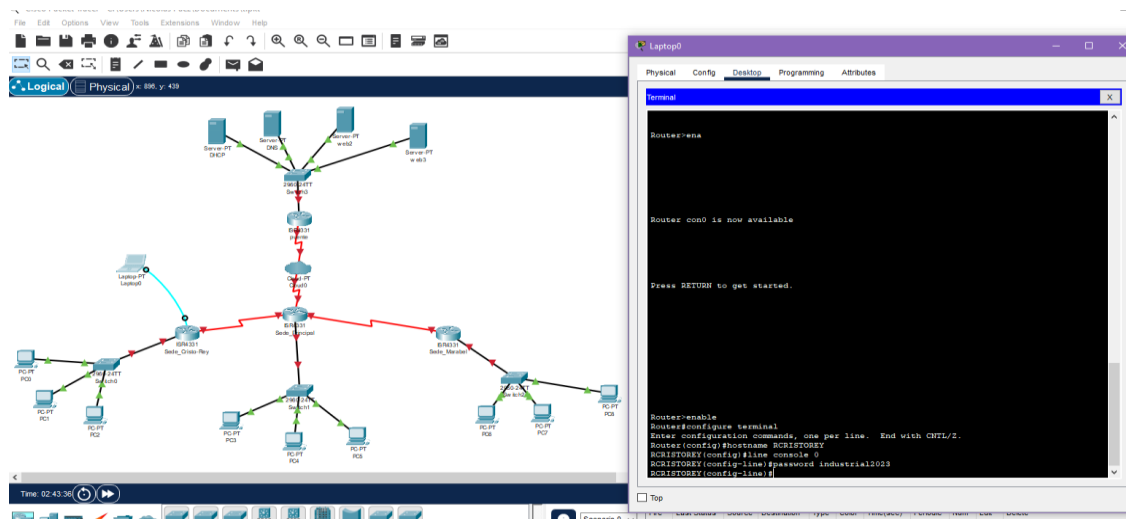 File Edit Options View Tools Extensions Window Help
Logical
Physical
x: 896, y: 439
Server-PT
DHCP
Server-PT
DNS
Server-PT
web2
Server-PT
web3
2960-24TT
Switch3
ISR4331
Cloud-PT
Cloud0
Laptop-PT
Laptop0
ISR4331
Sede_Cristo-Rey
ISR4331
Sede_Principal
ISR4331
Sede_Marabel
PC-PT
PC0
2960-24TT
Switch0
PC-PT
PC1
PC-PT
PC2
2960-24TT
Switch1
PC-PT
PC3
PC-PT
PC4
PC-PT
PC5
2960-24TT
Switch2
PC-PT
PC6
PC-PT
PC7
PC-PT
PC8
Time: 02:43:36
Laptop0
Physical Config Desktop Programming Attributes
Terminal
X
Router>ena
Router con0 is now available
Press RETURN to get started.
Router>enable
Router#configure terminal
Enter configuration commands, one per line. End with CNTL/Z.
Router(config)#hostname RCRISTOREY
RCRISTOREY(config)#line console 0
RCRISTOREY(config-line)#password industrial2023
RCRISTOREY(config-line)#
Top